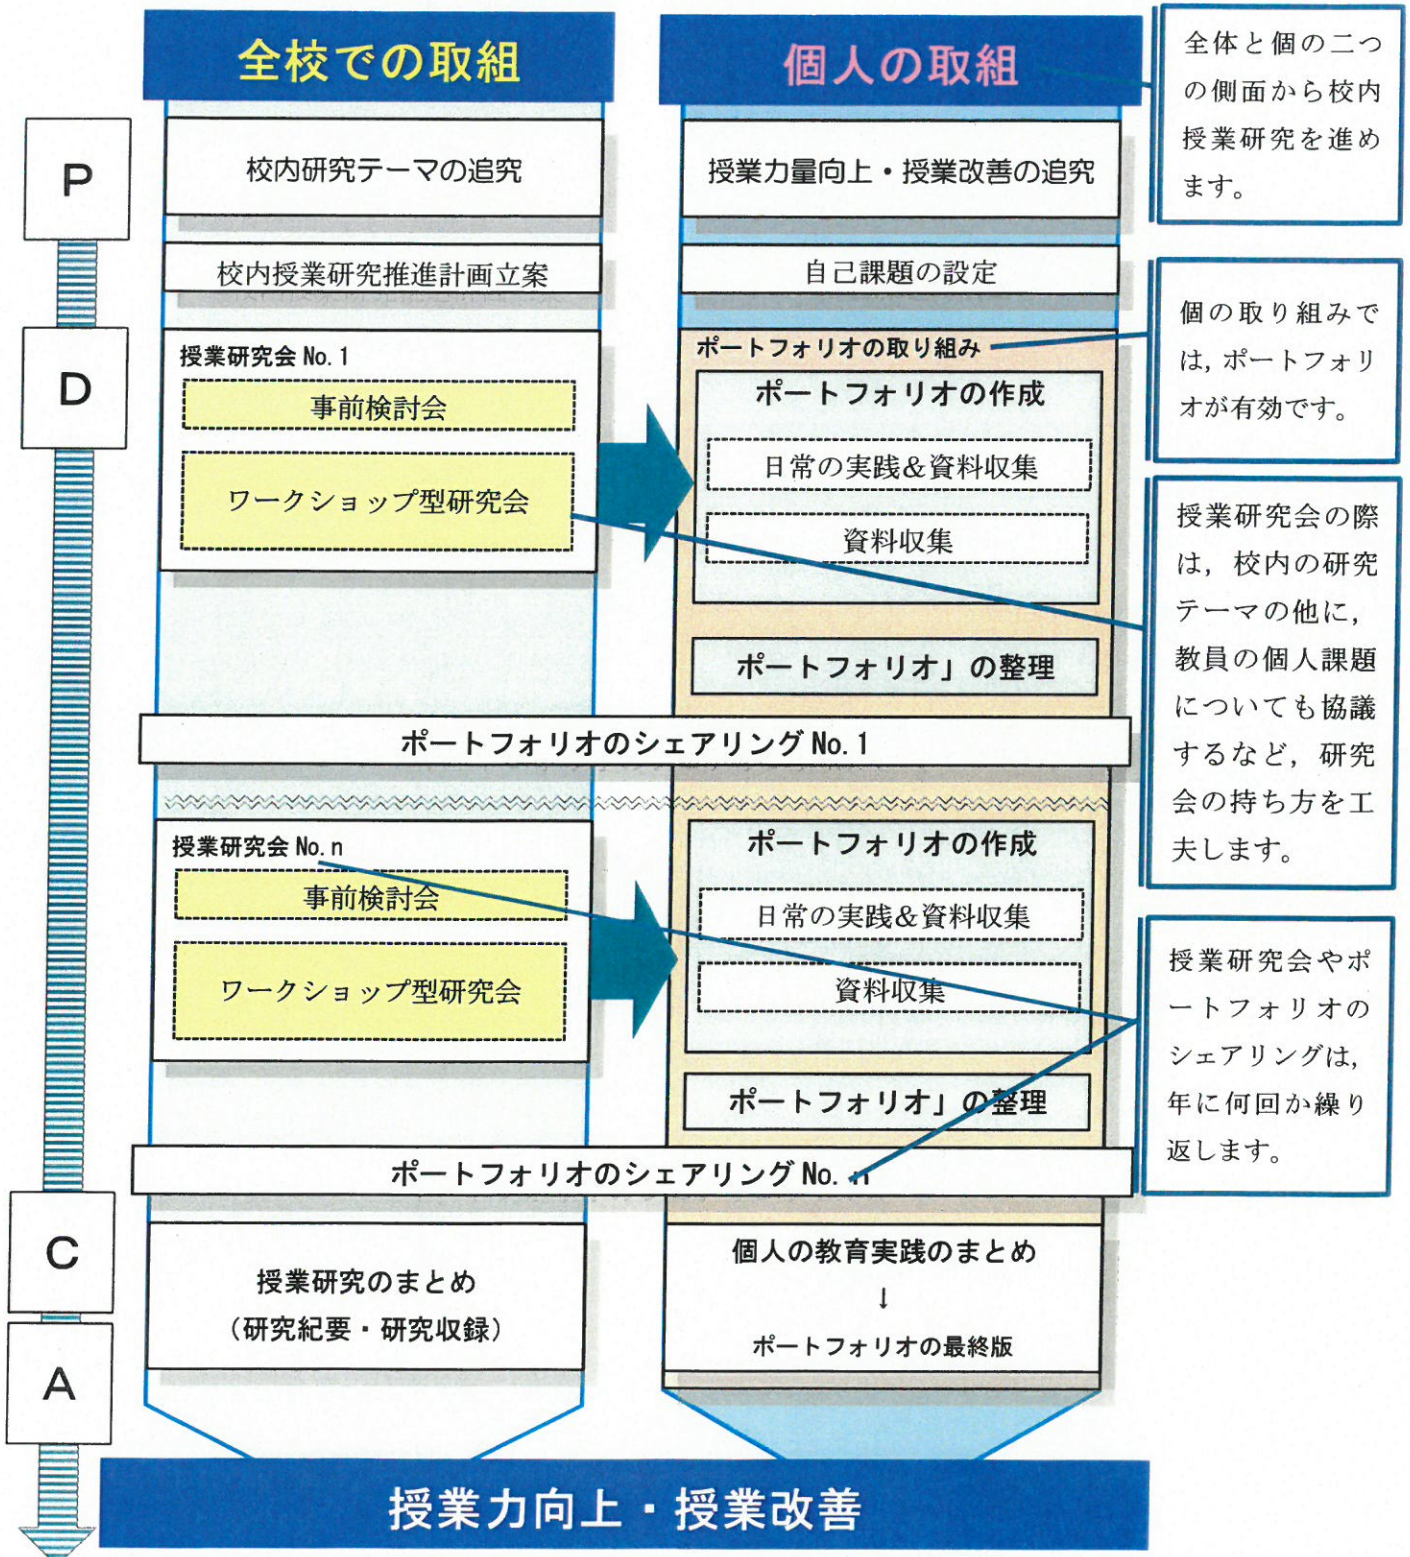 全校での取組
個人の取組
全体と個の二つ
の側面から校内
授業研究を進め
ます。
P
校内研究テーマの追究
授業力量向上・授業改善の追究
校内授業研究推進計画立案
自己課題の設定
個の取り組みで
は，ポートフォリ
オが有効です。
D
授業研究会 No.1
事前検討会
ワークショップ型研究会
ポートフォリオの取り組み
ポートフォリオの作成
日常の実践＆資料収集
資料収集
ポートフォリオ」の整理
授業研究会の際
は，校内の研究
テーマの他に，
教員の個人課題
についても協議
するなど，研究
会の持ち方を工
夫します。
ポートフォリオのシェアリング No.1
授業研究会 No.n
事前検討会
ワークショップ型研究会
ポートフォリオの作成
日常の実践＆資料収集
資料収集
ポートフォリオ」の整理
授業研究会やポ
ートフォリオの
シェアリングは，
年に何回か繰り
返します。
ポートフォリオのシェアリング No. n
C
授業研究のまとめ
（研究紀要・研究収録）
個人の教育実践のまとめ
↓
ポートフォリオの最終版
A
授業力向上・授業改善